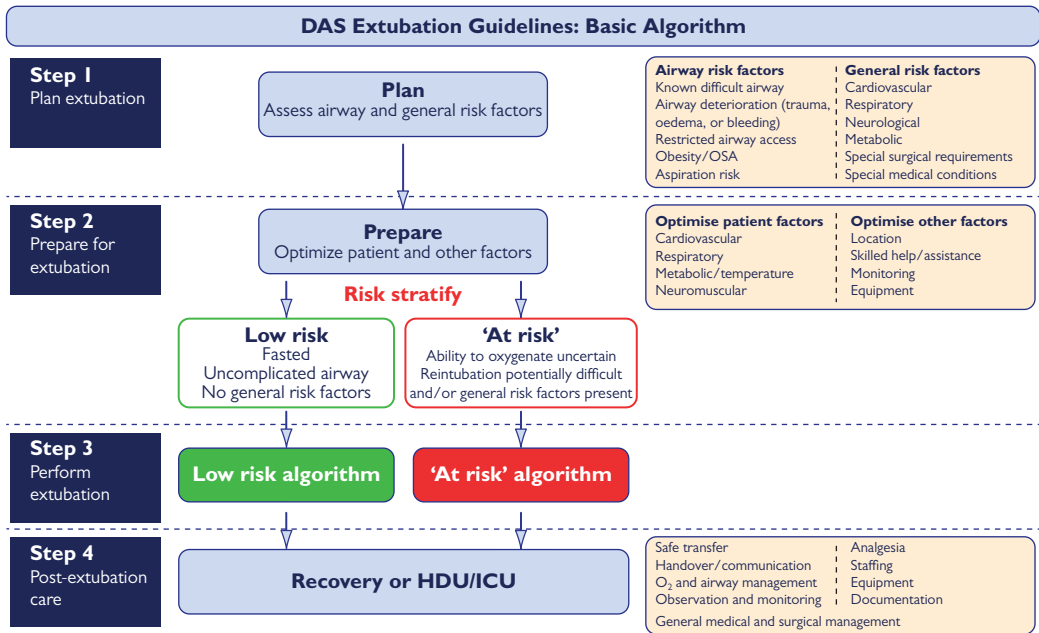 DAS Extubation Guidelines: Basic Algorithm
Step 1
Plan extubation
Plan
Assess airway and general risk factors
Airway risk factors
Known difficult airway
Airway deterioration (trauma,
oedema, or bleeding)
Restricted airway access
Obesity/OSA
Aspiration risk
General risk factors
Cardiovascular
Respiratory
Neurological
Metabolic
Special surgical requirements
Special medical conditions
Step 2
Prepare for
extubation
Prepare
Optimize patient and other factors
Optimise patient factors
Cardiovascular
Respiratory
Metabolic/temperature
Neuromuscular
Optimise other factors
Location
Skilled help/assistance
Monitoring
Equipment
Risk stratify
Low risk
Fasted
Uncomplicated airway
No general risk factors
‘At risk’
Ability to oxygenate uncertain
Reintubation potentially difficult
and/or general risk factors present
Step 3
Perform
extubation
Low risk algorithm
‘At risk’ algorithm
Step 4
Post-extubation
care
Recovery or HDU/ICU
Safe transfer
Handover/communication
O₂ and airway management
Observation and monitoring
Analgesia
Staffing
Equipment
Documentation
General medical and surgical management